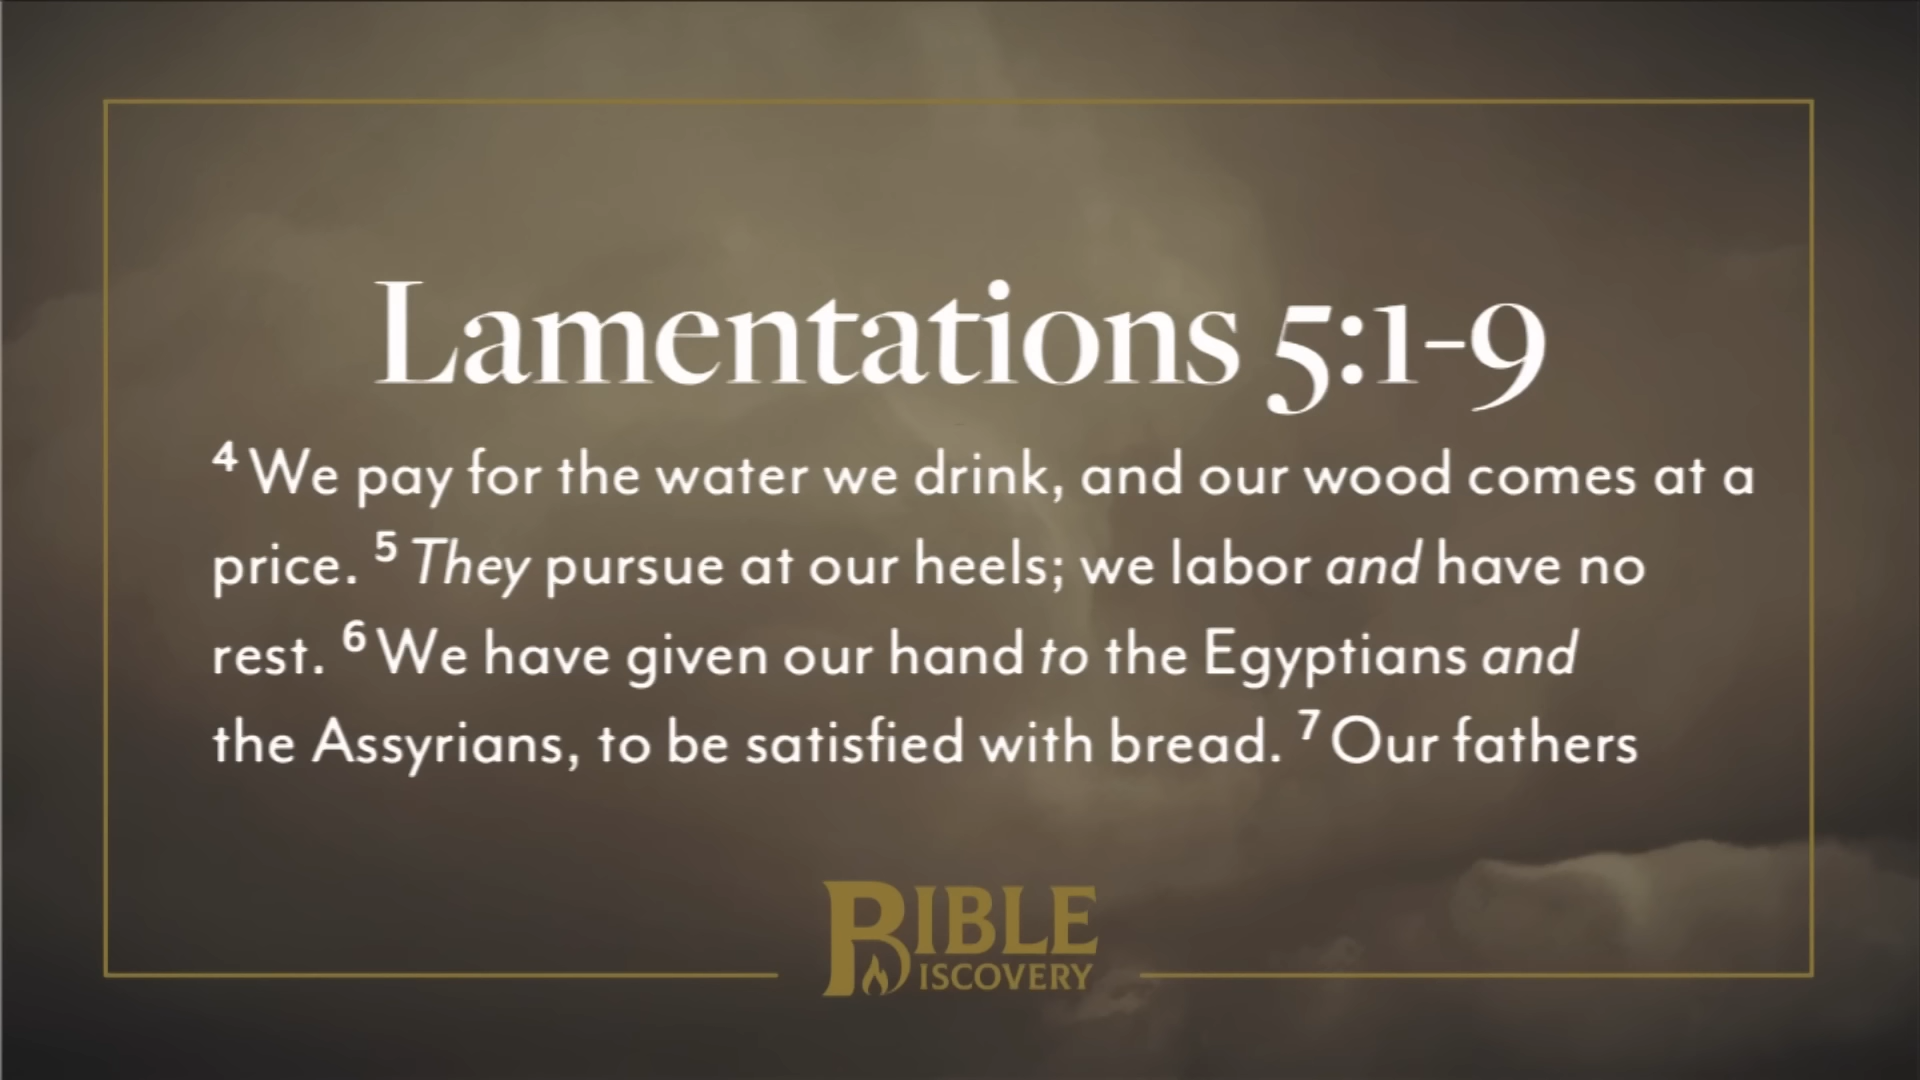 Lamentations 5:1-9
4 We pay for the water we drink, and our wood comes at a
price. 5 They pursue at our heels; we labor and have no
rest. 6 We have given our hand to the Egyptians and
the Assyrians, to be satisfied with bread. 7 Our fathers
BIBLE
DISCOVERY